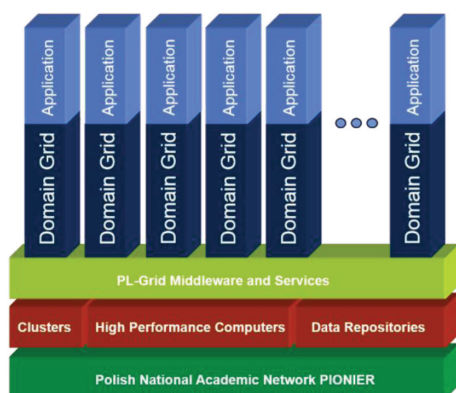 Application
Application
Application
Application
Application
Application
Domain Grid
Domain Grid
Domain Grid
Domain Grid
Domain Grid
Domain Grid
PL-Grid Middleware and Services
Clusters
High Performance Computers
Data Repositories
Polish National Academic Network PIONIER